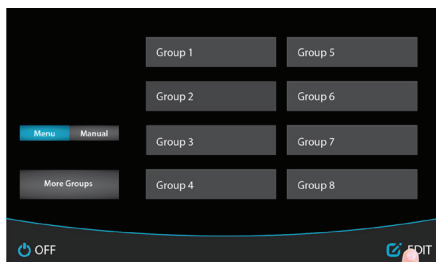 Group 1 Group 5
Group 2 Group 6
Menu Manual
Group 3 Group 7
More Groups
Group 4 Group 8
OFF
EDIT